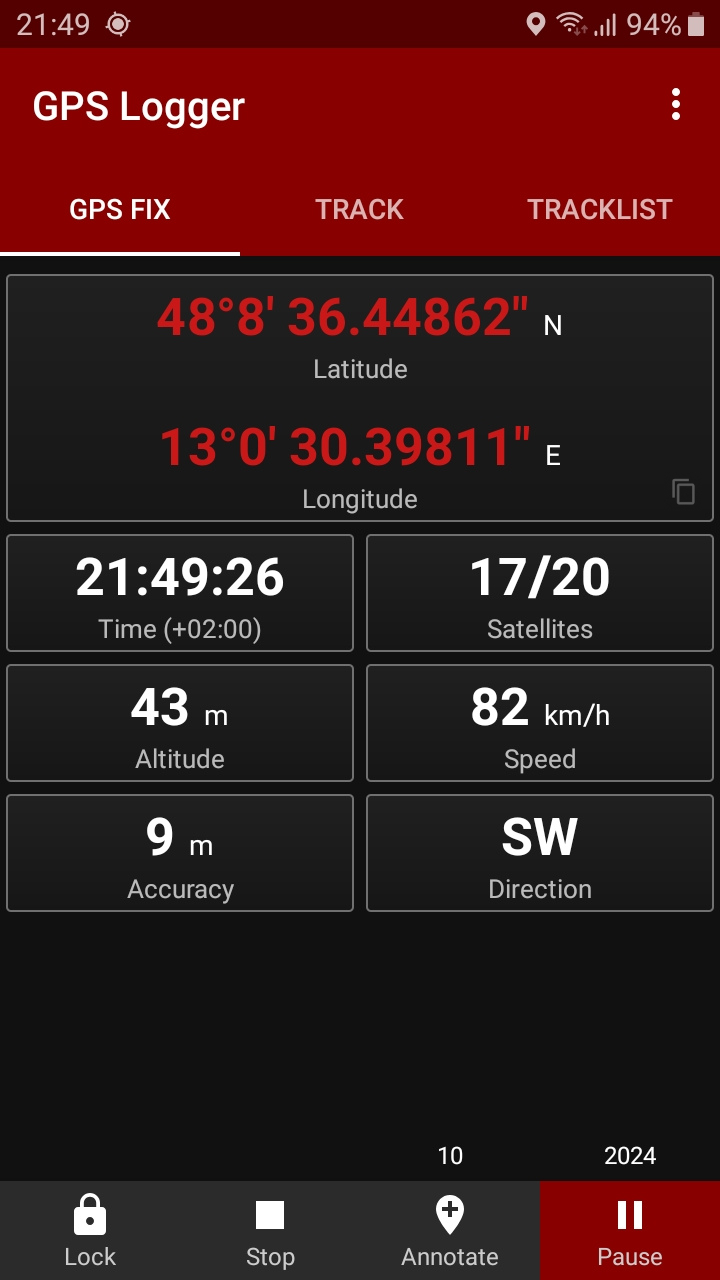 21:49 94%
GPS Logger
GPS FIX TRACK TRACKLIST
48°8' 36.44862" N
Latitude
13°0' 30.39811" E
Longitude
21:49:26 17/20
Time (+02:00) Satellites
43 m 82 km/h
Altitude Speed
9 m SW
Accuracy Direction
10 2024
Lock Stop Annotate Pause